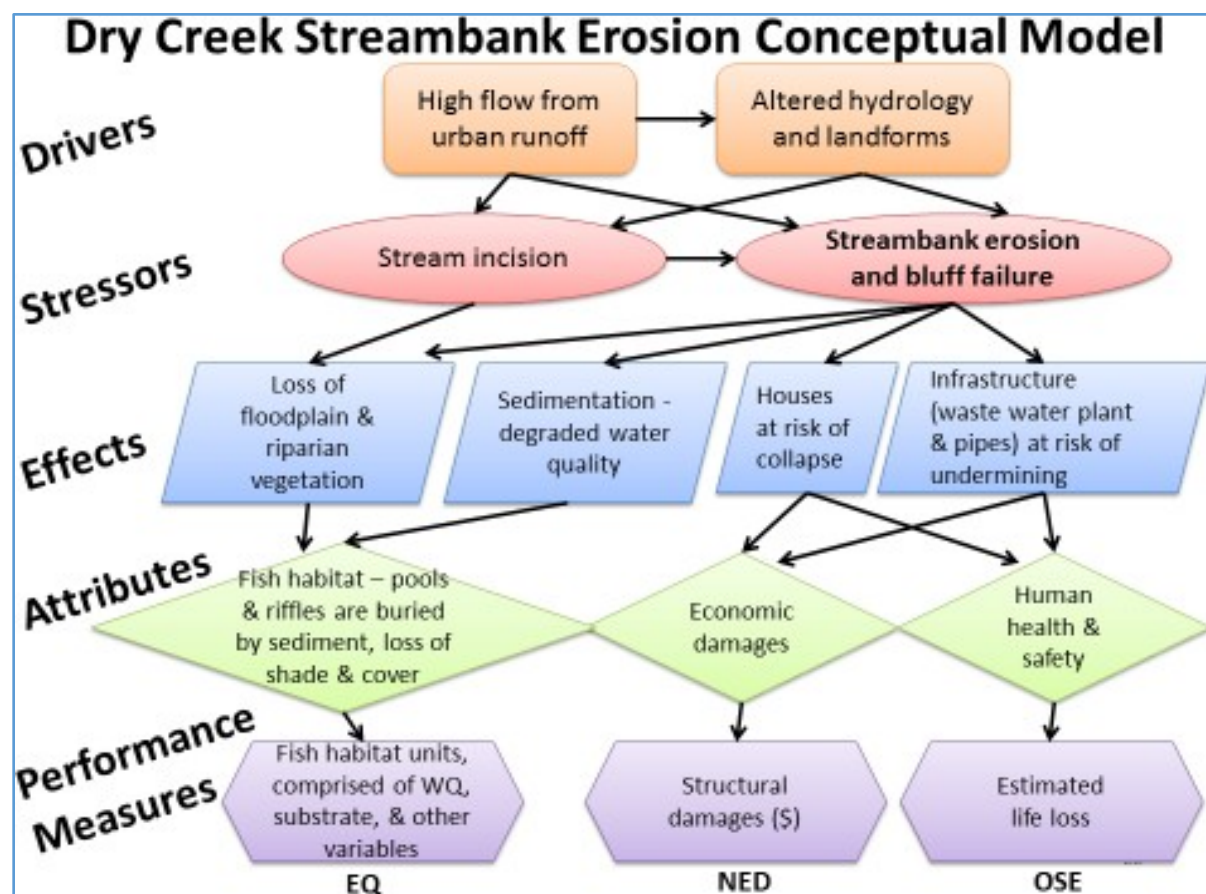 Dry Creek Streambank Erosion Conceptual Model
Drivers
High flow from
urban runoff
Altered hydrology
and landforms
Stressors
Stream incision
Streambank erosion
and bluff failure
Effects
Loss of
floodplain &
riparian
vegetation
Sedimentation -
degraded water
quality
Houses
at risk of
collapse
Infrastructure
(waste water plant
& pipes) at risk of
undermining
Attributes
Fish habitat – pools
& riffles are buried
by sediment, loss of
shade & cover
Economic
damages
Human
health &
safety
Performance
Measures
Fish habitat units,
comprised of WQ,
substrate, & other
variables
Structural
damages ($)
Estimated
life loss
EQ
NED
OSE